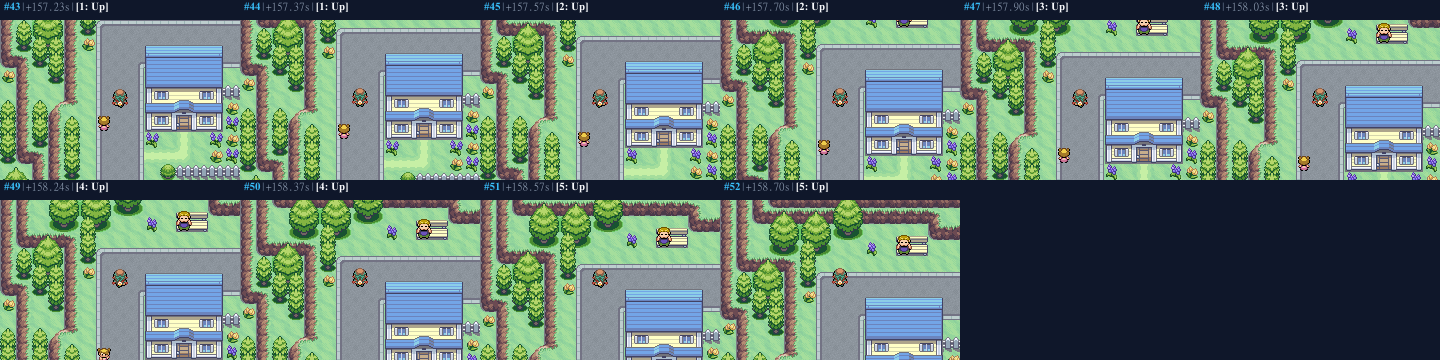 #43|+157.23s|[1: Up]
#44|+157.37s|[1: Up]
#45|+157.57s|[2: Up]
#46|+157.70s|[2: Up]
#47|+157.90s|[3: Up]
#48|+158.03s|[3: Up]
#49|+158.24s|[4: Up]
#50|+158.37s|[4: Up]
#51|+158.57s|[5: Up]
#52|+158.70s|[5: Up]